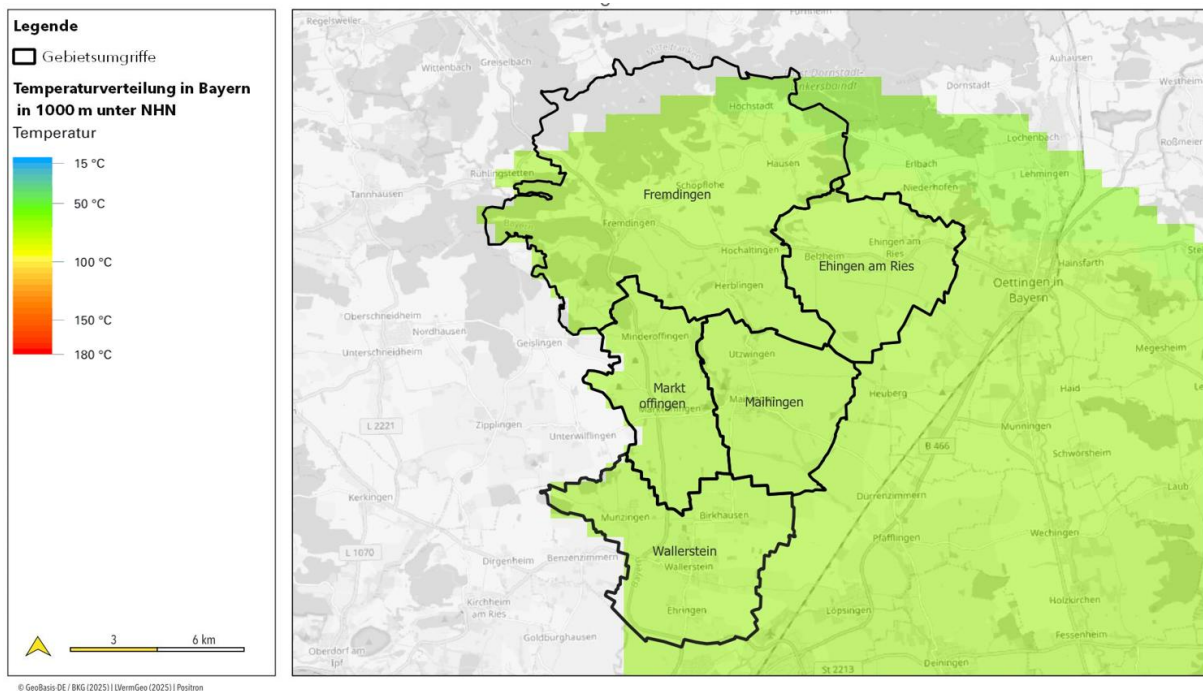 Legende
Gebietsumgriffe
Temperaturverteilung in Bayern
in 1000 m unter NHN
Temperatur
15 °C
50 °C
100 °C
150 °C
180 °C
3
6 km
© GeoBasis-DE / BKG (2025) | LVermGeo (2025) | Positron
Regelsweiler
Wittenbach
Greiselbach
Auhausen
Westheim
Dornstadt
Hochstadt
Lochenbach
Roßmeier
Rühlingstetten
Hausen
Erlbach
Lehmingen
Tannhausen
Fremdingen
Schopflohe
Niederhofen
Fremdingen
Hochaltingen
Belzheim
Ehingen am
Ries
Ehingen am Ries
Hainsfarth
Herblingen
Oettingen in
Bayern
Oberschneidheim
Nordhausen
Unterschneidheim
Geislingen
Minderoffingen
Utzwingen
Megesheim
Markt
offingen
Maihingen
Heuberg
Haid
L 2221
Zipplingen
Unterwilflingen
B 466
Munningen
Schwörsheim
Kerkingen
Laub
Munzingen
Birkhausen
Dürrenzimmern
Wechingen
L 1070
Dirgenheim
Benzenzimmern
Wallerstein
Wallerstein
Pfäfflingen
Kirchheim
am Ries
Ehringen
Löpsingen
Holzkirchen
Goldburghausen
Fessenheim
Oberdorf am
Ipf
St 2213
Deiningen